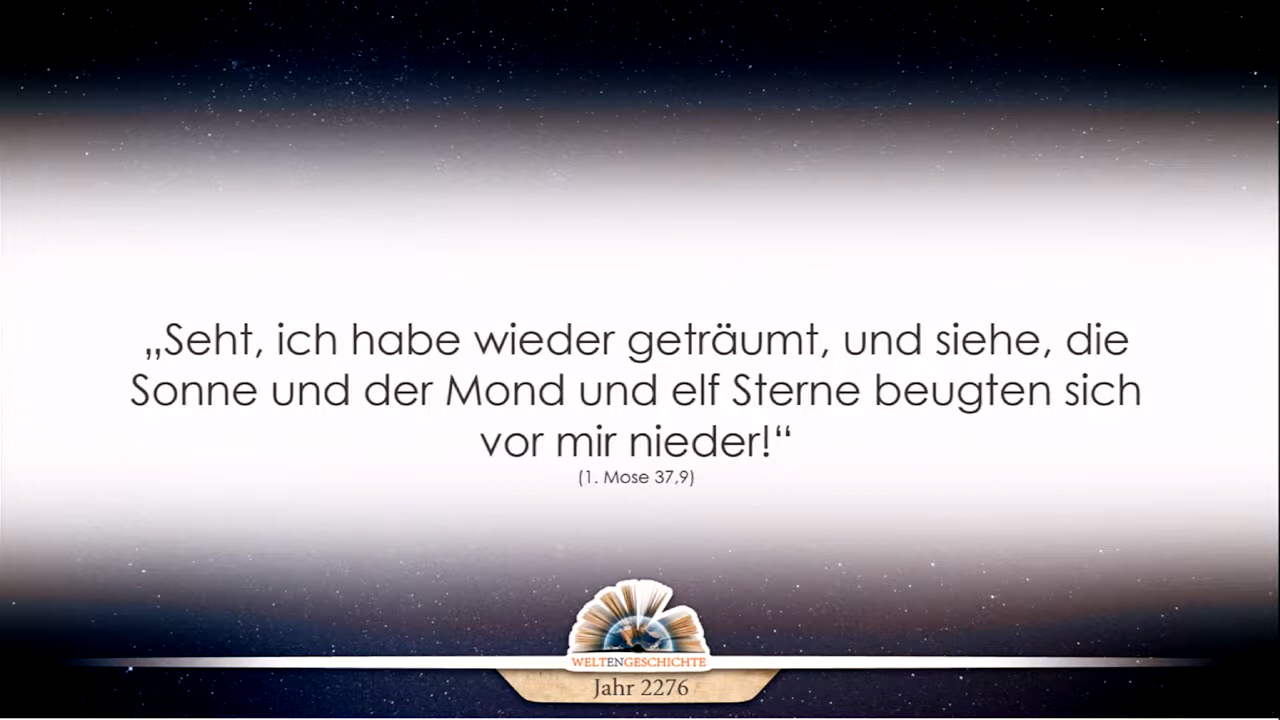 „Seht, ich habe wieder geträumt, und siehe, die
Sonne und der Mond und elf Sterne beugten sich
vor mir nieder!“
(1. Mose 37,9)
WELTENGESCHICHTE
Jahr 2276